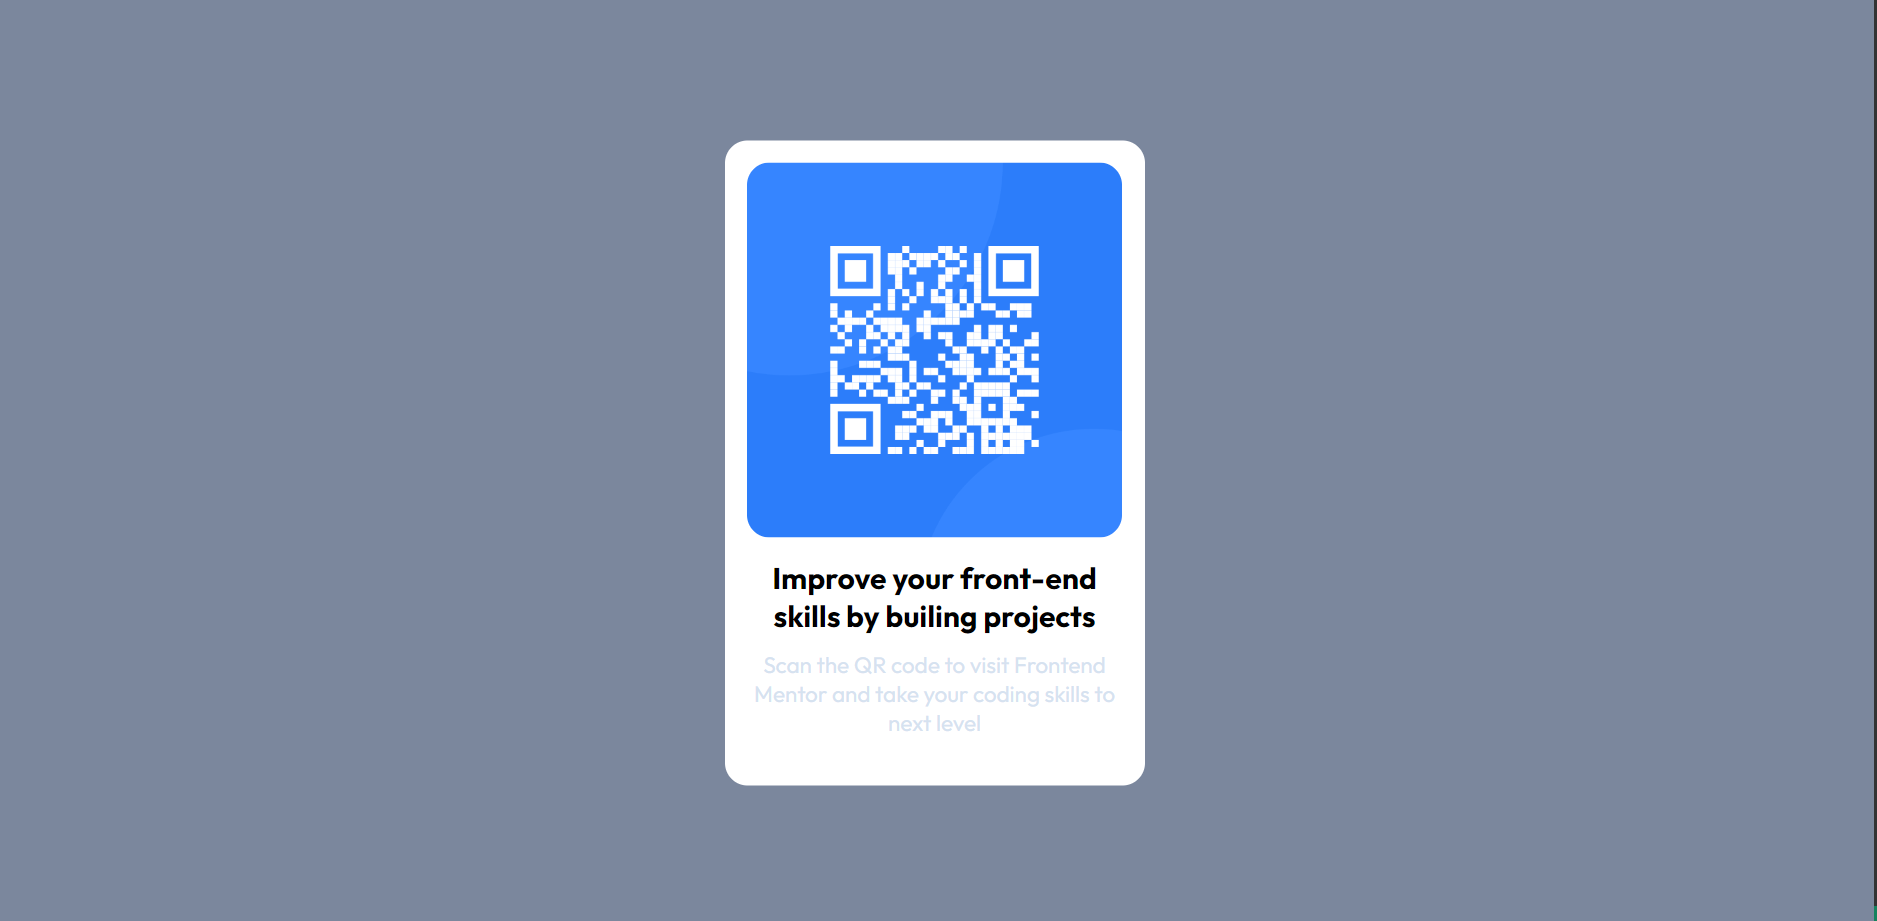 Improve your front-end
skills by builing projects
Scan the QR code to visit Frontend
Mentor and take your coding skills to
next level